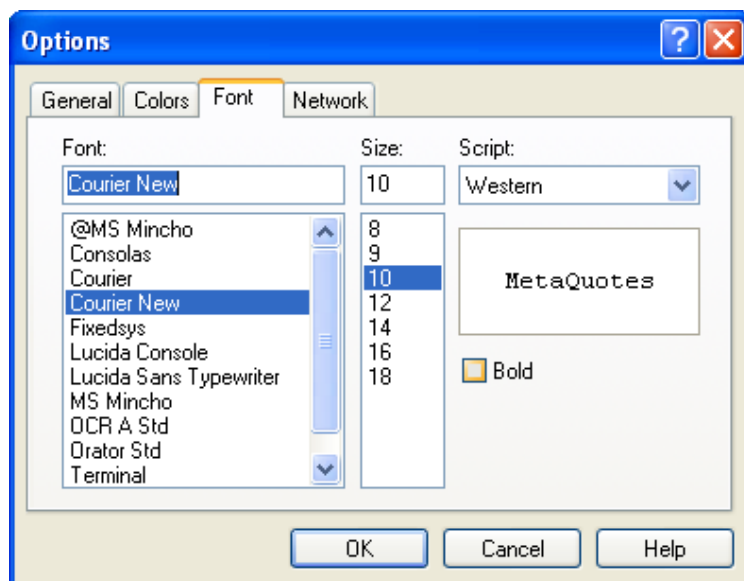 Options
General Colors Font Network
Font: Size: Script:
Courier New 10 Western
@MS Mincho 8
Consolas 9
Courier 10
Courier New 12
Fixedsys 14
Lucida Console 16
Lucida Sans Typewriter 18
MS Mincho
OCR A Std
Orator Std
Terminal
MetaQuotes
Bold
OK Cancel Help